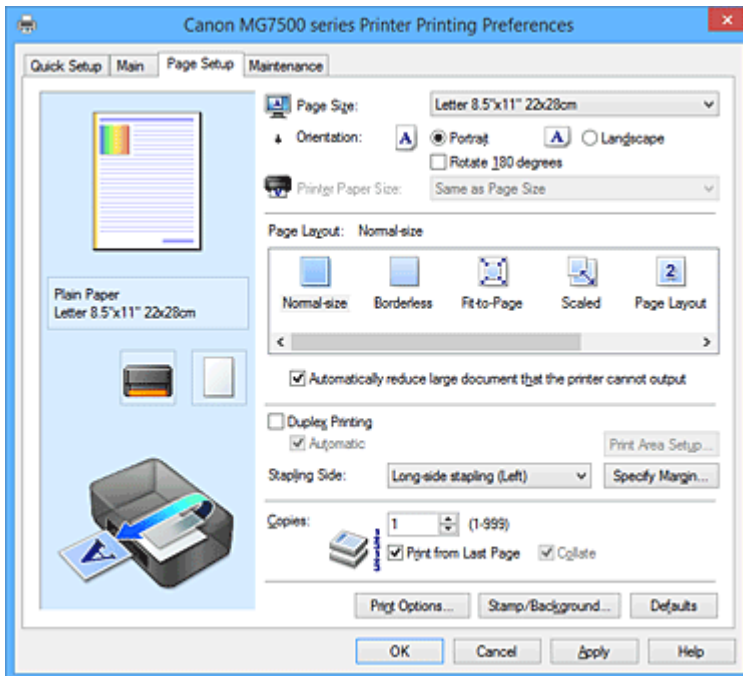 Canon MG7500 series Printer Printing Preferences
Quick Setup Main Page Setup Maintenance
Page Size: Letter 8.5"x11" 22x28cm
Orientation: A Portrait A Landscape
Rotate 180 degrees
Printer Paper Size: Same as Page Size
Page Layout: Normal-size
2
Normal-size Borderless Fit-to-Page Scaled Page Layout
Plain Paper
Letter 8.5"x11" 22x28cm
Automatically reduce large document that the printer cannot output
Duplex Printing
Automatic
Print Area Setup...
Stapling Side: Long-side stapling (Left) Specify Margin...
Copies: 1 (1-999)
Print from Last Page Collate
A
Print Options... Stamp/Background... Defaults
OK Cancel Apply Help